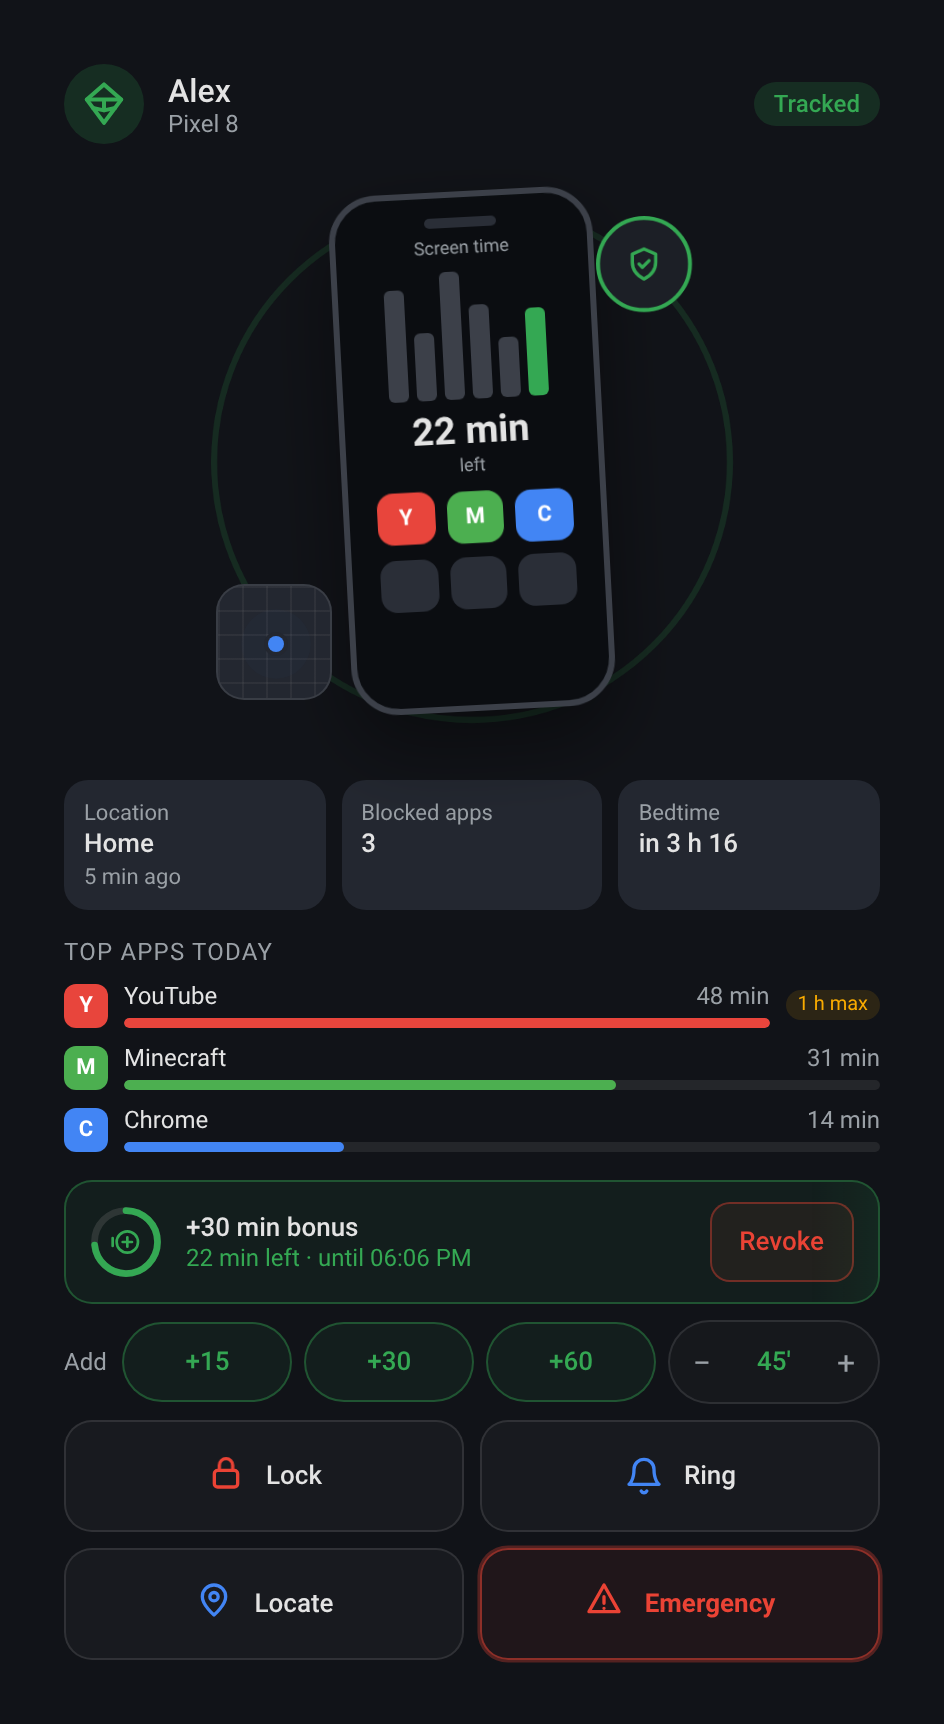 Alex
Pixel 8
Tracked
Screen time
22 min
left
Y M C
Location
Home
5 min ago
Blocked apps
3
Bedtime
in 3 h 16
TOP APPS TODAY
Y YouTube 48 min 1 h max
M Minecraft 31 min
C Chrome 14 min
+30 min bonus
22 min left · until 06:06 PM
Revoke
Add +15 +30 +60 − 45' +
Lock
Ring
Locate
Emergency